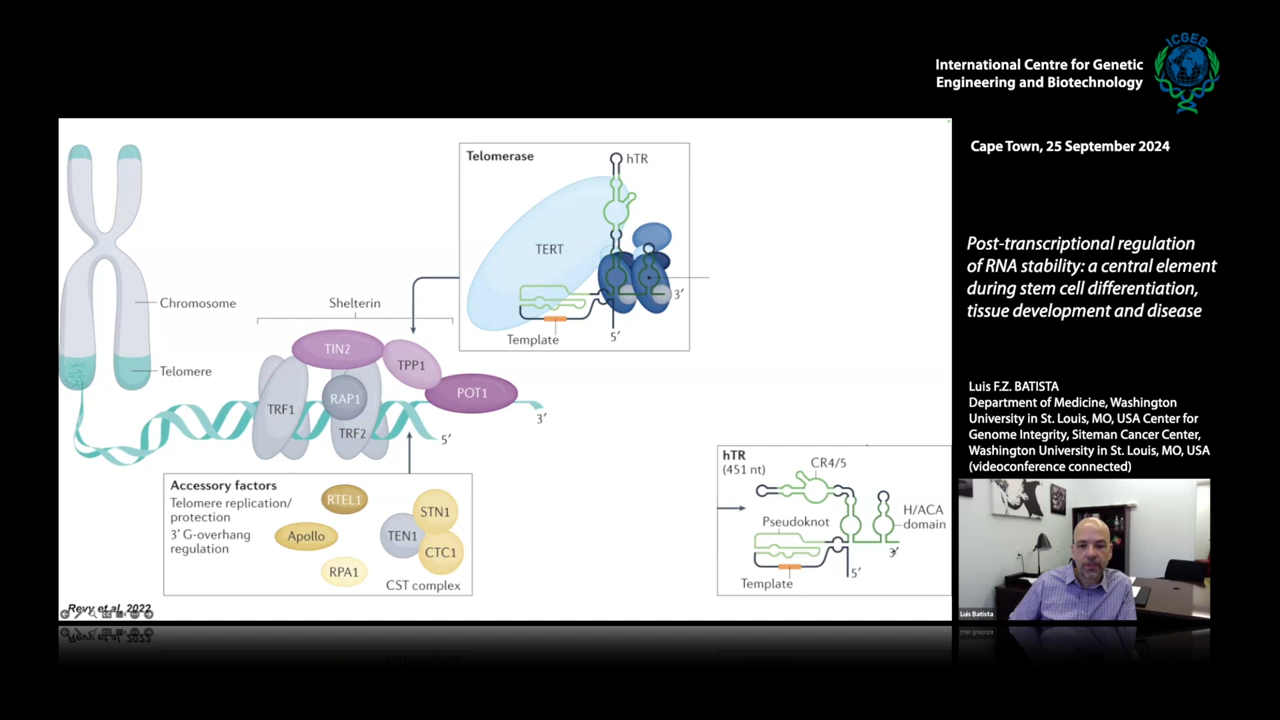 ICGEB
International Centre for Genetic
Engineering and Biotechnology
Cape Town, 25 September 2024
Post-transcriptional regulation
of RNA stability: a central element
during stem cell differentiation,
tissue development and disease
Luis F.Z. BATISTA
Department of Medicine, Washington
University in St. Louis, MO, USA Center for
Genome Integrity, Siteman Cancer Center,
Washington University in St. Louis, MO, USA
(videoconference connected)
Luis Batista
Telomerase
hTR
TERT
3′
Template
5′
Chromosome
Shelterin
Telomere
TIN2
TPP1
TRF1
RAP1
POT1
TRF2
3′
5′
Accessory factors
Telomere replication/
protection
3′ G-overhang
regulation
RTEL1
Apollo
RPA1
STN1
TEN1
CTC1
CST complex
hTR
(451 nt)
CR4/5
Pseudoknot
H/ACA
domain
3′
5′
Template
Revy et al, 2022